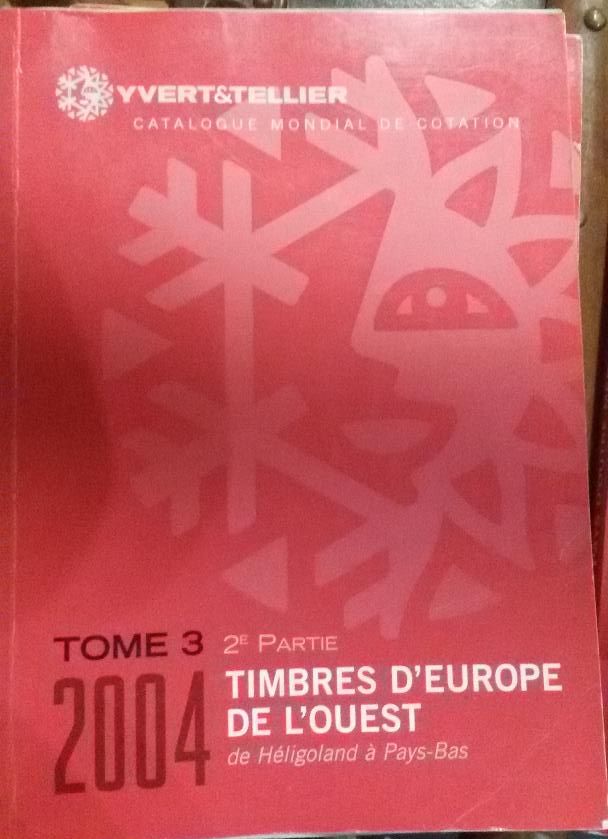 YVERT&TELLIER
CATALOGUE MONDIAL DE COTATION
TOME 3 2E PARTIE
2004
TIMBRES D'EUROPE
DE L'OUEST
de Héligoland à Pays-Bas